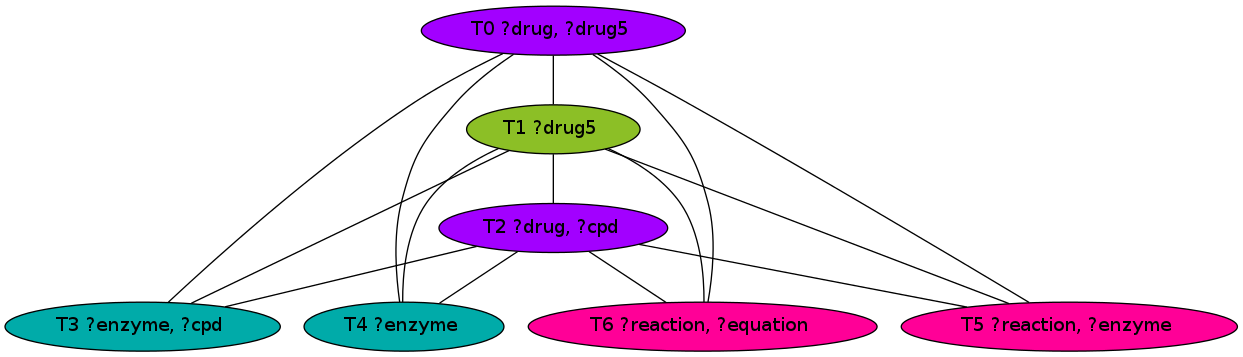 T0 ?drug, ?drug5
T1 ?drug5
T2 ?drug, ?cpd
T3 ?enzyme, ?cpd
T4 ?enzyme
T6 ?reaction, ?equation
T5 ?reaction, ?enzyme